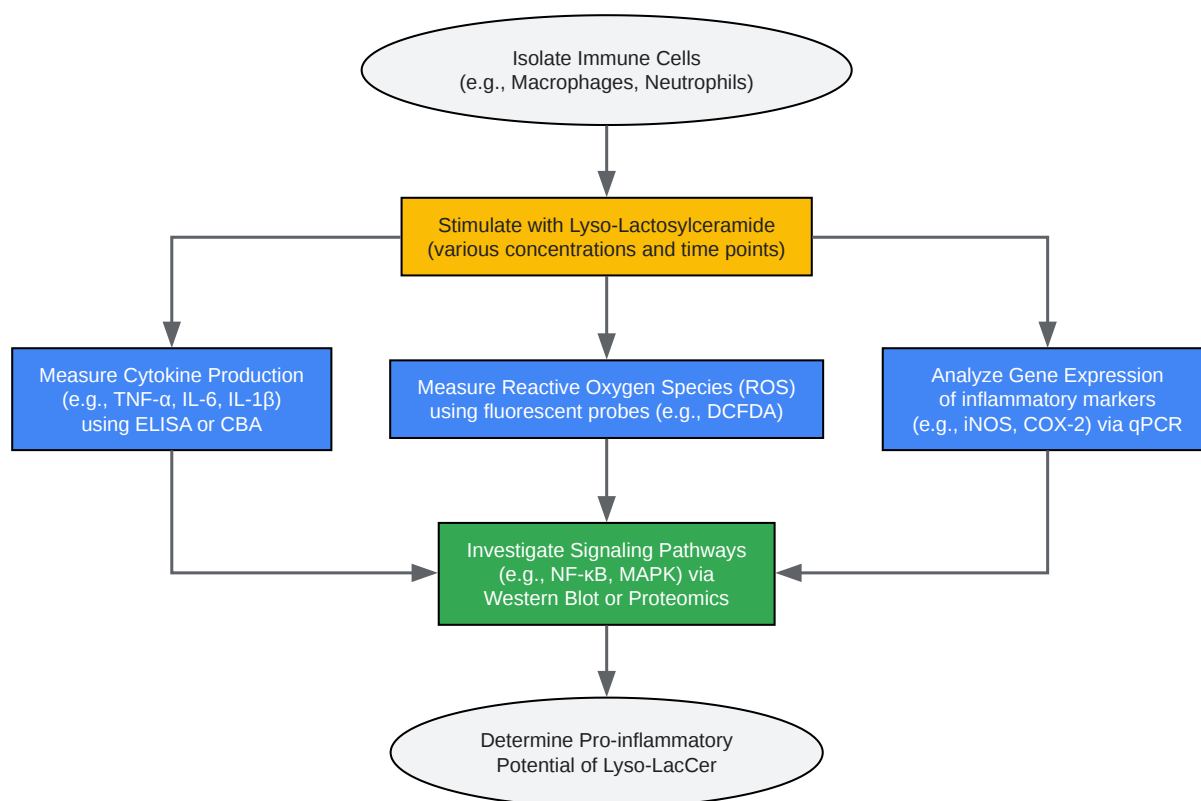 Isolate Immune Cells
(e.g., Macrophages, Neutrophils)
Stimulate with Lyso-Lactosylceramide
(various concentrations and time points)
Measure Cytokine Production
(e.g., TNF-α, IL-6, IL-1β)
using ELISA or CBA
Measure Reactive Oxygen Species (ROS)
using fluorescent probes (e.g., DCFDA)
Analyze Gene Expression
of inflammatory markers
(e.g., iNOS, COX-2) via qPCR
Investigate Signaling Pathways
(e.g., NF-κB, MAPK) via
Western Blot or Proteomics
Determine Pro-inflammatory
Potential of Lyso-LacCer